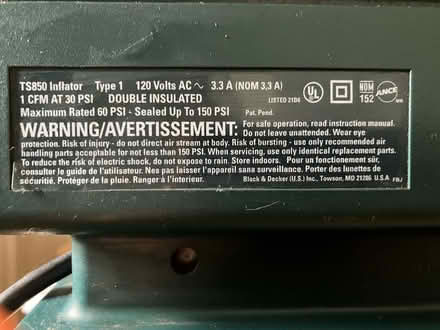 TS850 Inflator Type 1 120 Volts AC ~ 3.3 A (NOM 3,3 A)
1 CFM AT 30 PSI DOUBLE INSULATED LISTED 21D6 UL NOM 152 ANCE
Maximum Rated 60 PSI - Sealed Up To 150 PSI Pat. Pend.
WARNING/AVERTISSEMENT: For safe operation, read instruction manual.
Do not leave unattended. Wear eye
protection. Risk of injury - do not direct air stream at body. Risk of bursting - use only recommended air
handling parts acceptable for not less than 150 PSI. When servicing, use only identical replacement parts.
To reduce the risk of electric shock, do not expose to rain. Store indoors. Pour un fonctionnement sûr,
consulter le guide de l'utilisateur. Nes pas laisser l'appareil sans surveillance. Porter des lunettes de
sécurité. Protéger de la pluie. Ranger à l'interieur. Black & Decker (U.S.) Inc., Towson, MD 21286 U.S.A